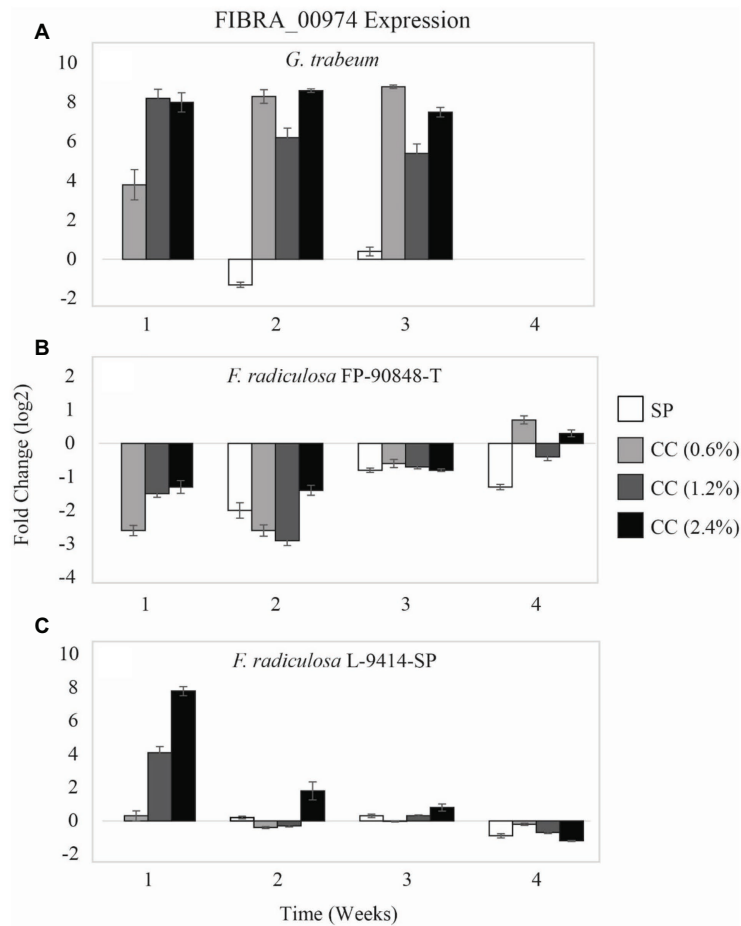 FIBRA_00974 Expression
A
G. trabeum
10
8
6
4
2
0
-2
1 2 3 4
B
F. radiculosa FP-90848-T
2
1
0
-1
-2
-3
-4
1 2 3 4
Fold Change (log2)
SP
CC (0.6%)
CC (1.2%)
CC (2.4%)
C
F. radiculosa L-9414-SP
10
8
6
4
2
0
-2
1 2 3 4
Time (Weeks)